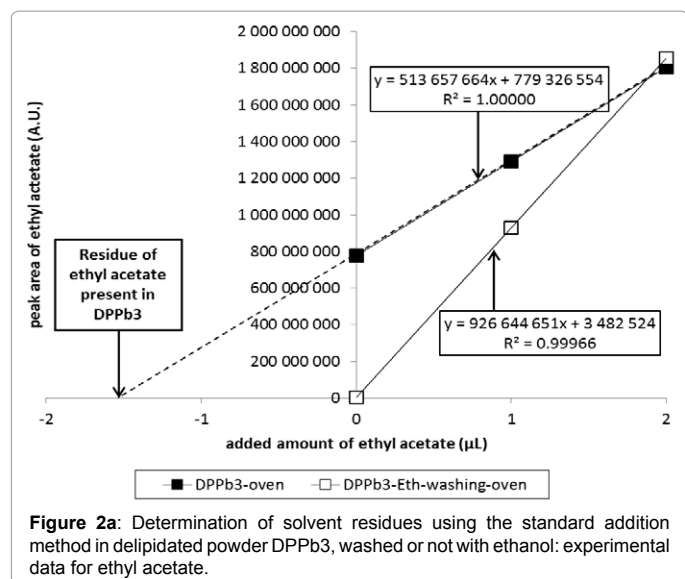 2 000 000 000
1 800 000 000
1 600 000 000
1 400 000 000
1 200 000 000
1 000 000 000
800 000 000
600 000 000
400 000 000
200 000 000
0
peak area of ethyl actetate (A.U.)
y = 513 657 664x + 779 326 554
R² = 1.00000
Residue of
ethyl acetate
present in
DPPb3
y = 926 644 651x + 3 482 524
R² = 0.99966
-2
-1
0
1
2
added amount of ethyl acetate (µL)
DPPb3-oven
DPPb3-Eth-washing-oven
Figure 2a: Determination of solvent residues using the standard addition
method in delipidated powder DPPb3, washed or not with ethanol: experimental
data for ethyl acetate.